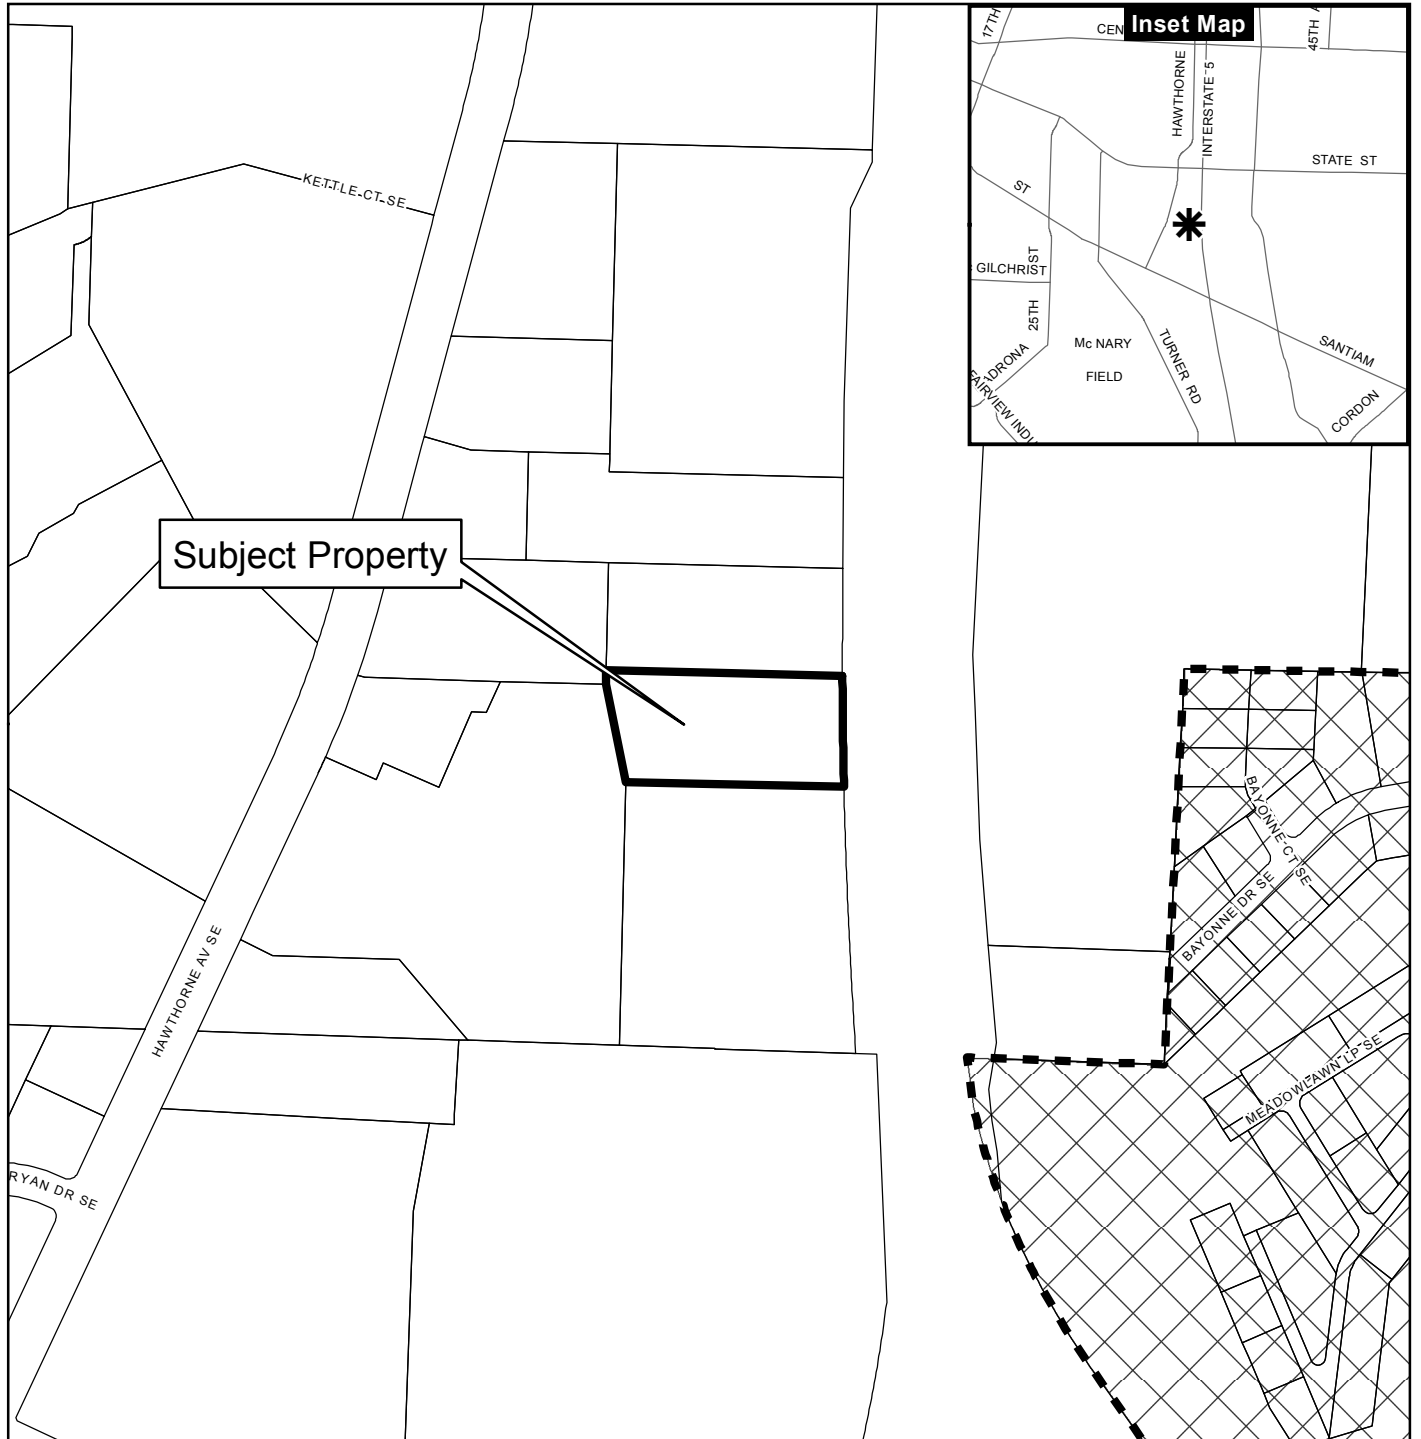 Inset Map
17TH
CEN
45TH A
HAWTHORNE
INTERSTATE 5
STATE ST
ST
GILCHRIST
ST
25TH
Mc NARY
FIELD
TURNER RD
SANTIAM
CORDON
ADRONA
FAIRVIEW INDU
KETTLE CT SE
Subject Property
BAYONNE CT SE
BAYONNE DR SE
HAWTHORNE AV SE
MEADOWLAWN LP SE
RYAN DR SE